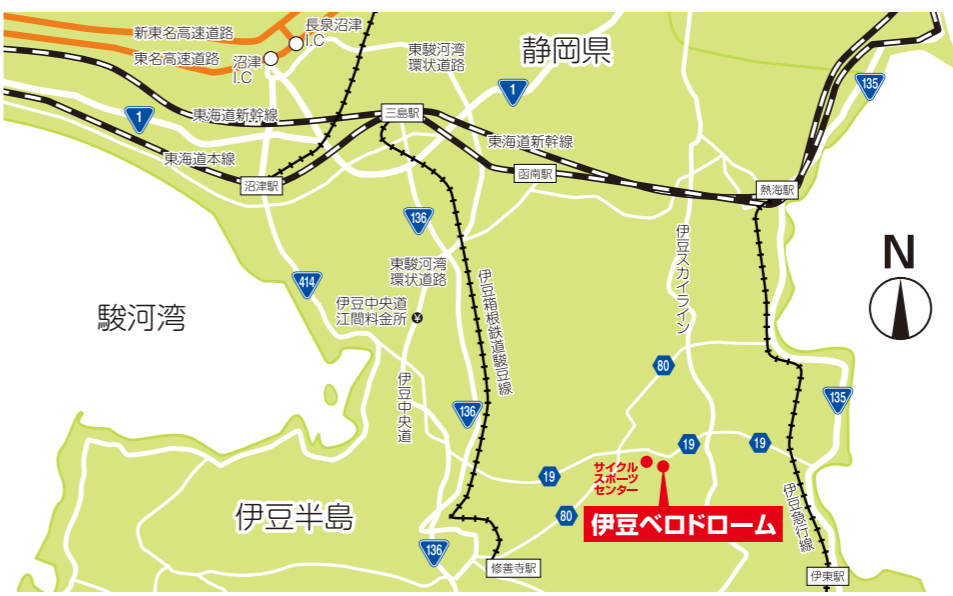 新東名高速道路
長泉沼津
I.C
東名高速道路
沼津
I.C
東駿河湾
環状道路
静岡県
1
135
1
東海道新幹線
三島駅
東海道新幹線
東海道本線
沼津駅
函南駅
熱海駅
136
伊豆スカイライン
N
東駿河湾
環状道路
414
伊豆箱根鉄道駿豆線
伊豆中央道
江間料金所
¥
駿河湾
80
伊豆中央道
136
135
19
19
サイクル
スポーツ
センター
19
伊豆半島
80
伊豆ベロドローム
伊豆急行線
136
修善寺駅
伊東駅